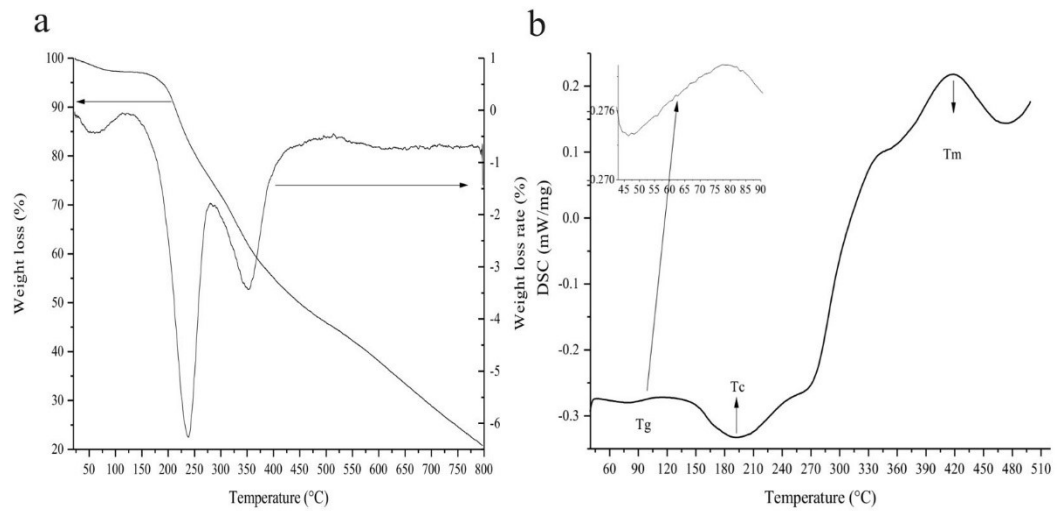 a
100
90
80
70
60
50
40
30
20
Weight loss (%)
50 100 150 200 250 300 350 400 450 500 550 600 650 700 750 800
Temperature (°C)
1
0
-1
-2
-3
-4
-5
-6
Weight loss rate (%)
b
0.2
0.1
0.0
-0.1
-0.2
-0.3
DSC (mW/mg)
0.276
0.270
45 50 55 60 65 70 75 80 85 90
Tm
Tc
Tg
60 90 120 150 180 210 240 270 300 330 360 390 420 450 480 510
Temperature (°C)